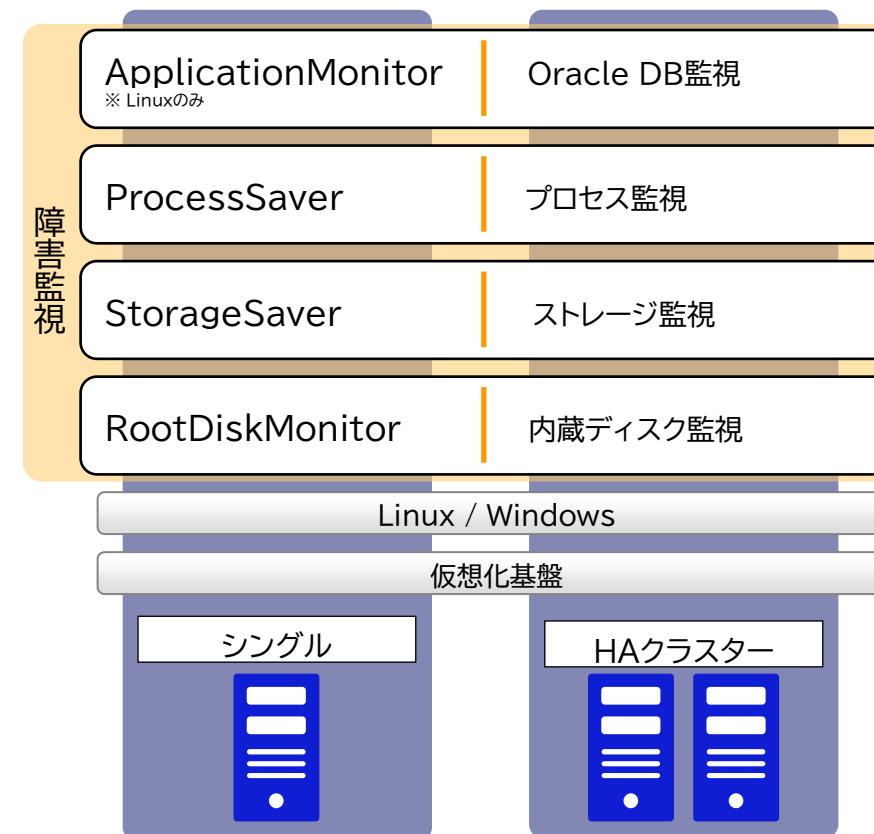 障害監視
ApplicationMonitor
※ Linuxのみ
Oracle DB監視
ProcessSaver
プロセス監視
StorageSaver
ストレージ監視
RootDiskMonitor
内蔵ディスク監視
Linux / Windows
仮想化基盤
シングル
HAクラスター